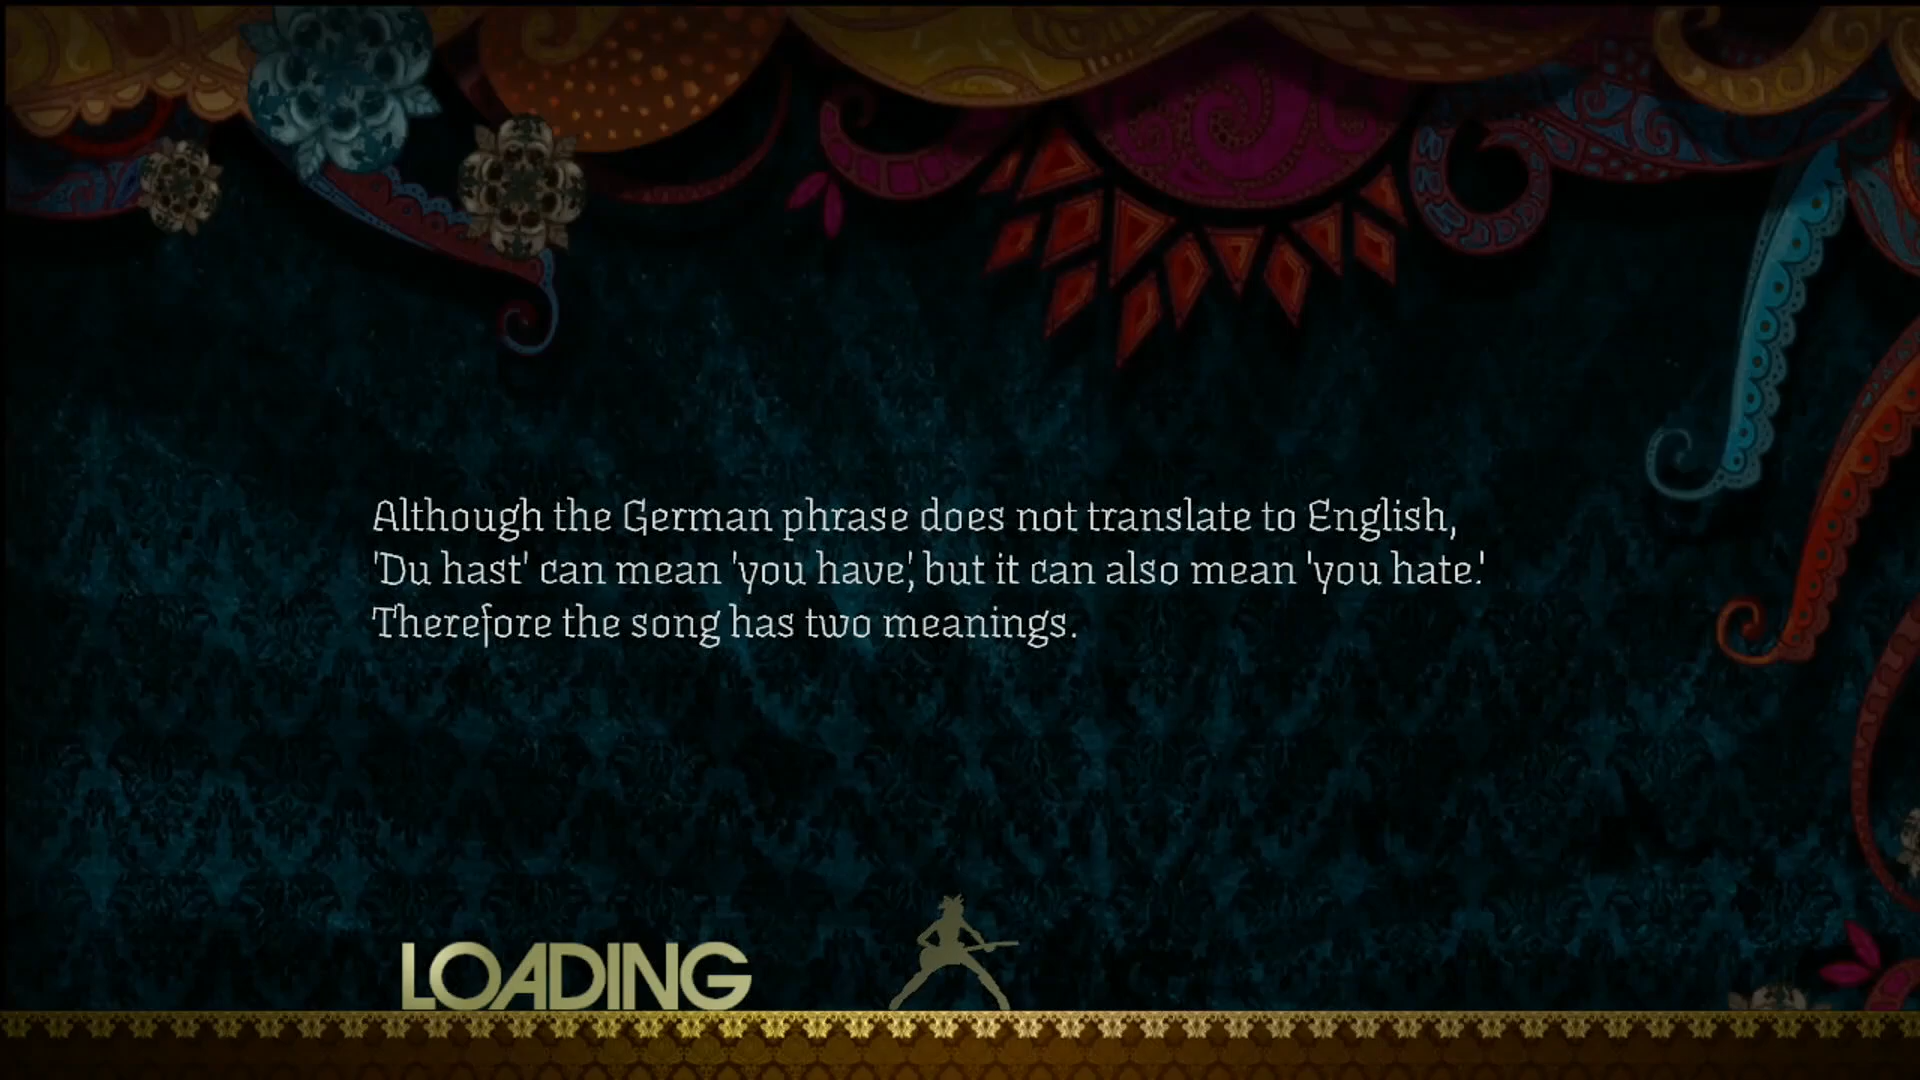 Although the German phrase does not translate to English,
'Du hast' can mean 'you have,' but it can also mean 'you hate.'
Therefore the song has two meanings.
LOADING